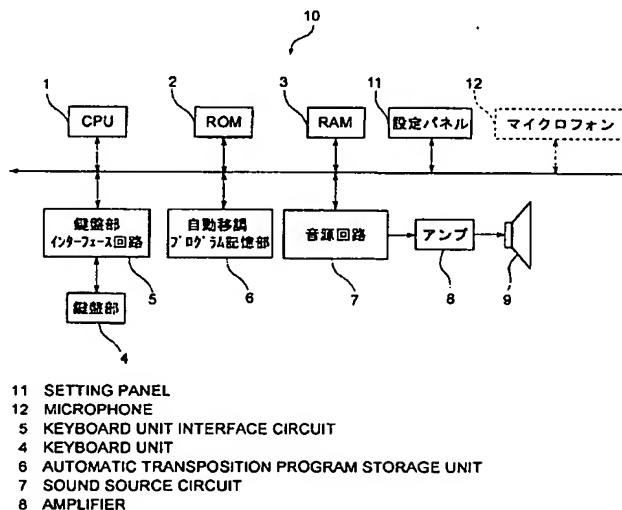 10
1
2
3
11
12
CPU
ROM
RAM
設定パネル
マイクロフォン
鍵盤部
インターフェース回路
自動移調
プログラム記憶部
音源回路
アンプ
5
6
7
8
9
鍵盤部
4
11 SETTING PANEL
12 MICROPHONE
5 KEYBOARD UNIT INTERFACE CIRCUIT
4 KEYBOARD UNIT
6 AUTOMATIC TRANSPOSITION PROGRAM STORAGE UNIT
7 SOUND SOURCE CIRCUIT
8 AMPLIFIER